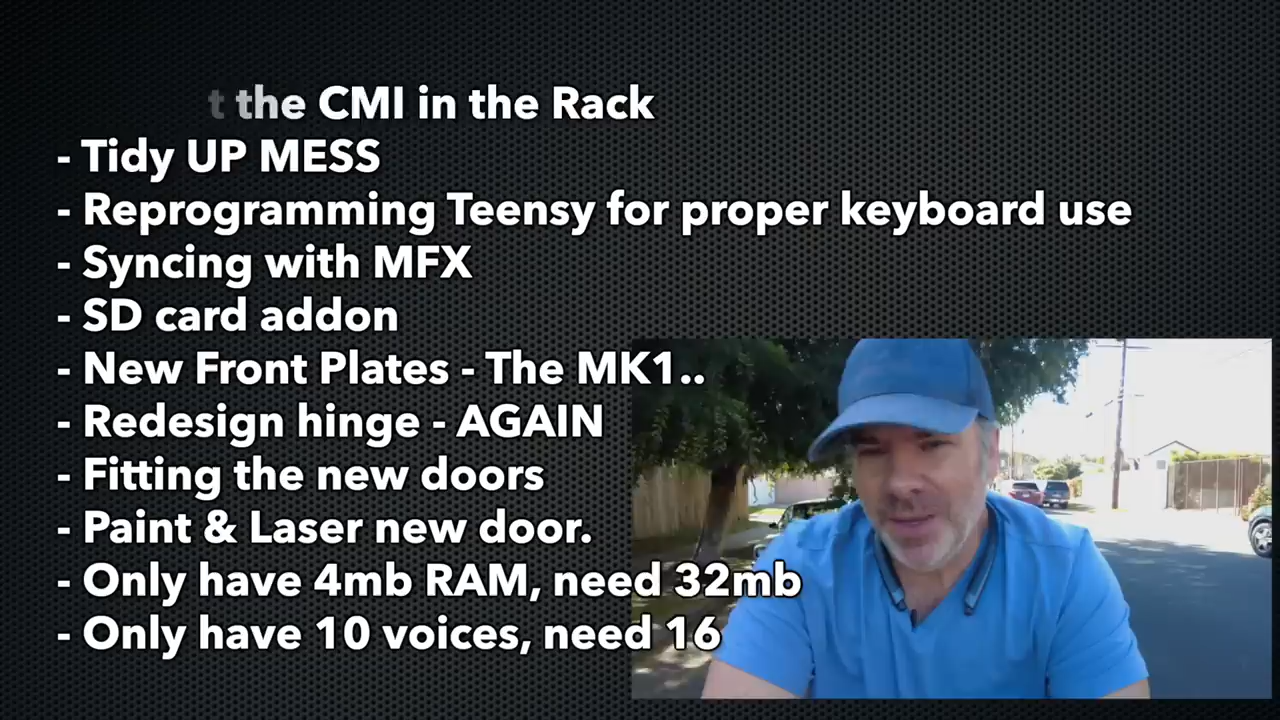 t the CMI in the Rack
- Tidy UP MESS
- Reprogramming Teensy for proper keyboard use
- Syncing with MFX
- SD card addon
- New Front Plates - The MK1..
- Redesign hinge - AGAIN
- Fitting the new doors
- Paint & Laser new door.
- Only have 4mb RAM, need 32mb
- Only have 10 voices, need 16